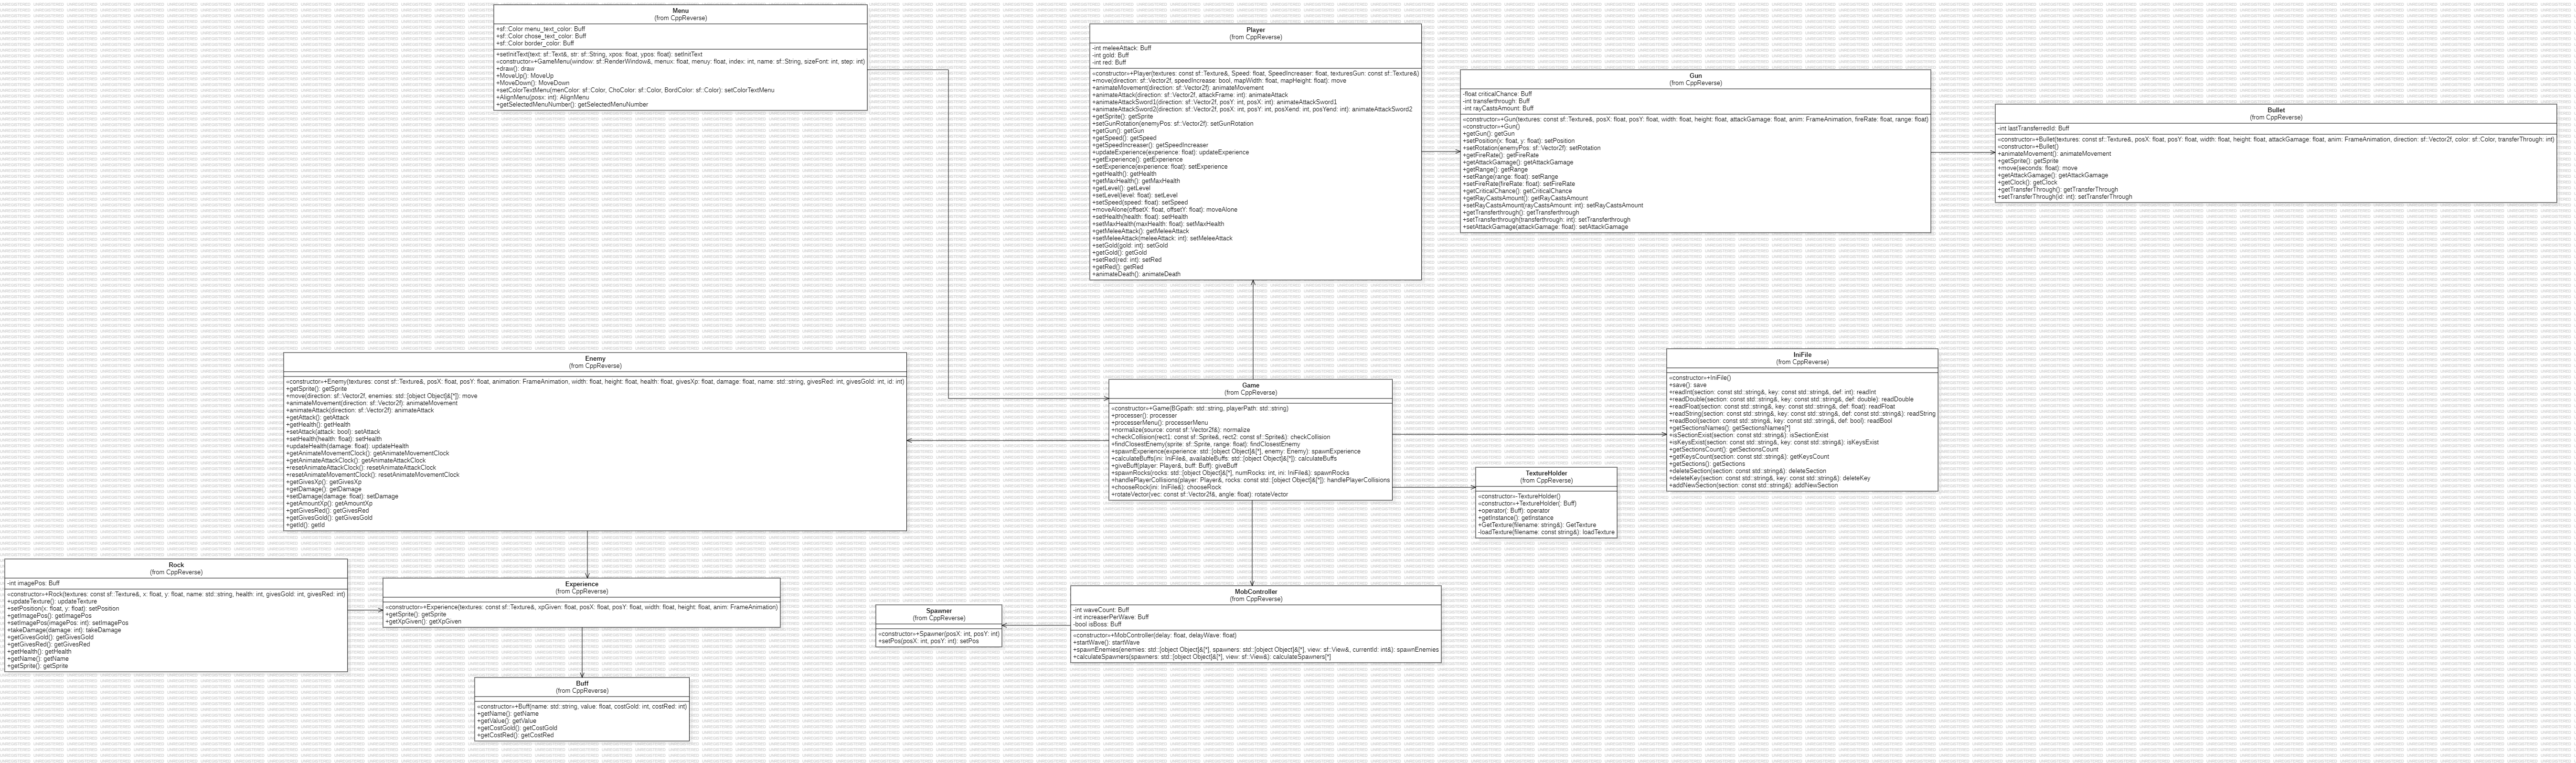 Menu
(from CppReverse)
+sf::Color menu_text_color: Buff
+sf::Color chose_text_color: Buff
+sf::Color border_color: Buff
+setInitText(text: sf::Text&, str: sf::String, xpos: float, ypos: float): setInitText
«constructor»+GameMenu(window: sf::RenderWindow&, menux: float, menuy: float, index: int, name: sf::String, sizeFont: int, step: int)
+draw(): draw
+MoveUp(): MoveUp
+MoveDown(): MoveDown
+setColorTextMenu(menColor: sf::Color, ChoColor: sf::Color, BordColor: sf::Color): setColorTextMenu
+AlignMenu(posx: int): AlignMenu
+getSelectedMenuNumber(): getSelectedMenuNumber
Player
(from CppReverse)
-int meleeAttack: Buff
-int gold: Buff
-int red: Buff
«constructor»+Player(textures: const sf::Texture&, Speed: float, SpeedIncreaser: float, texturesGun: const sf::Texture&)
+move(direction: sf::Vector2f, speedIncrease: bool, mapWidth: float, mapHeight: float): move
+animateMovement(direction: sf::Vector2f): animateMovement
+animateAttack(direction: sf::Vector2f, attackFrame: int): animateAttack
+animateAttackSword1(direction: sf::Vector2f, posY: int, posX: int): animateAttackSword1
+animateAttackSword2(direction: sf::Vector2f, posX: int, posY: int, posXend: int, posYend: int): animateAttackSword2
+getSprite(): getSprite
+setGunRotation(enemyPos: sf::Vector2f): setGunRotation
+getGun(): getGun
+getSpeed(): getSpeed
+getSpeedIncreaser(): getSpeedIncreaser
+updateExperience(experience: float): updateExperience
+getExperience(): getExperience
+setExperience(experience: float): setExperience
+getHealth(): getHealth
+getMaxHealth(): getMaxHealth
+getLevel(): getLevel
+setLevel(level: float): setLevel
+setSpeed(speed: float): setSpeed
+moveAlone(offsetX: float, offsetY: float): moveAlone
+setHealth(health: float): setHealth
+setMaxHealth(maxHealth: float): setMaxHealth
+getMeleeAttack(): getMeleeAttack
+setMeleeAttack(meleeAttack: int): setMeleeAttack
+setGold(gold: int): setGold
+getGold(): getGold
+setRed(red: int): setRed
+getRed(): getRed
+animateDeath(): animateDeath
Gun
(from CppReverse)
-float criticalChance: Buff
-int transferthrough: Buff
-int rayCastsAmount: Buff
«constructor»+Gun(textures: const sf::Texture&, posX: float, posY: float, width: float, height: float, attackGamage: float, anim: FrameAnimation, fireRate: float, range: float)
«constructor»+Gun()
+getGun(): getGun
+setPosition(x: float, y: float): setPosition
+setRotation(enemyPos: sf::Vector2f): setRotation
+getFireRate(): getFireRate
+getAttackGamage(): getAttackGamage
+getRange(): getRange
+setRange(range: float): setRange
+setFireRate(fireRate: float): setFireRate
+getCriticalChance(): getCriticalChance
+getRayCastsAmount(): getRayCastsAmount
+setRayCastsAmount(rayCastsAmount: int): setRayCastsAmount
+getTransferthrough(): getTransferthrough
+setTransferthrough(transferthrough: int): setTransferthrough
+setAttackGamage(attackGamage: float): setAttackGamage
Bullet
(from CppReverse)
-int lastTransferredId: Buff
«constructor»+Bullet(textures: const sf::Texture&, posX: float, posY: float, width: float, height: float, attackGamage: float, anim: FrameAnimation, direction: sf::Vector2f, color: sf::Color, transferThrough: int)
«constructor»+Bullet()
+animateMovement(): animateMovement
+getSprite(): getSprite
+move(seconds: float): move
+getAttackGamage(): getAttackGamage
+getClock(): getClock
+getTransferThrough(): getTransferThrough
+setTransferThrough(id: int): setTransferThrough
Enemy
(from CppReverse)
«constructor»+Enemy(textures: const sf::Texture&, posX: float, posY: float, animation: FrameAnimation, width: float, height: float, health: float, givesXp: float, damage: float, name: std::string, givesRed: int, givesGold: int, id: int)
+getSprite(): getSprite
+move(direction: sf::Vector2f, enemies: std::[object Object]&[*]): move
+animateMovement(direction: sf::Vector2f): animateMovement
+animateAttack(direction: sf::Vector2f): animateAttack
+getAttack(): getAttack
+getHealth(): getHealth
+setAttack(attack: bool): setAttack
+setHealth(health: float): setHealth
+updateHealth(damage: float): updateHealth
+getAnimateMovementClock(): getAnimateMovementClock
+getAnimateAttackClock(): getAnimateAttackClock
+resetAnimateAttackClock(): resetAnimateAttackClock
+resetAnimateMovementClock(): resetAnimateMovementClock
+getGivesXp(): getGivesXp
+getDamage(): getDamage
+setDamage(damage: float): setDamage
+getAmountXp(): getAmountXp
+getGivesRed(): getGivesRed
+getGivesGold(): getGivesGold
+getId(): getId
Game
(from CppReverse)
«constructor»+Game(BGpath: std::string, playerPath: std::string)
+processer(): processer
+processerMenu(): processerMenu
+normalize(source: const sf::Vector2f&): normalize
+checkCollision(rect1: const sf::Sprite&, rect2: const sf::Sprite&): checkCollision
+findClosestEnemy(sprite: sf::Sprite, range: float): findClosestEnemy
+spawnExperience(experience: std::[object Object]&[*], enemy: Enemy): spawnExperience
+calculateBuffs(ini: IniFile&, availableBuffs: std::[object Object]&[*]): calculateBuffs
+giveBuff(player: Player&, buff: Buff): giveBuff
+spawnRocks(rocks: std::[object Object]&[*], numRocks: int, ini: IniFile&): spawnRocks
+handlePlayerCollisions(player: Player&, rocks: const std::[object Object]&[*]): handlePlayerCollisions
+chooseRock(ini: IniFile&): chooseRock
+rotateVector(vec: const sf::Vector2f&, angle: float): rotateVector
IniFile
(from CppReverse)
«constructor»+IniFile()
+save(): save
+readInt(section: const std::string&, key: const std::string&, def: int): readInt
+readDouble(section: const std::string&, key: const std::string&, def: double): readDouble
+readFloat(section: const std::string&, key: const std::string&, def: float): readFloat
+readString(section: const std::string&, key: const std::string&, def: const std::string&): readString
+readBool(section: const std::string&, key: const std::string&, def: bool): readBool
+getSectionsNames(): getSectionsNames[*]
+isSectionExist(section: const std::string&): isSectionExist
+isKeysExist(section: const std::string&, key: const std::string&): isKeysExist
+getSectionsCount(): getSectionsCount
+getKeysCount(section: const std::string&): getKeysCount
+getSections(): getSections
+deleteSection(section: const std::string&): deleteSection
+deleteKey(section: const std::string&, key: const std::string&): deleteKey
+addNewSection(section: const std::string&): addNewSection
TextureHolder
(from CppReverse)
«constructor»-TextureHolder()
«constructor»+TextureHolder(: Buff)
+operator(: Buff): operator
+getInstance(): getInstance
+GetTexture(filename: string&): GetTexture
-loadTexture(filename: const string&): loadTexture
Rock
(from CppReverse)
-int imagePos: Buff
«constructor»+Rock(textures: const sf::Texture&, x: float, y: float, name: std::string, health: int, givesGold: int, givesRed: int)
+updateTexture(): updateTexture
+setPosition(x: float, y: float): setPosition
+getImagePos(): getImagePos
+setImagePos(imagePos: int): setImagePos
+takeDamage(damage: int): takeDamage
+getGivesGold(): getGivesGold
+getGivesRed(): getGivesRed
+getHealth(): getHealth
+getName(): getName
+getSprite(): getSprite
Experience
(from CppReverse)
«constructor»+Experience(textures: const sf::Texture&, xpGiven: float, posX: float, posY: float, width: float, height: float, anim: FrameAnimation)
+getSprite(): getSprite
+getXpGiven(): getXpGiven
Spawner
(from CppReverse)
«constructor»+Spawner(posX: int, posY: int)
+setPos(posX: int, posY: int): setPos
MobController
(from CppReverse)
-int waveCount: Buff
-int increaserPerWave: Buff
-bool isBoss: Buff
«constructor»+MobController(delay: float, delayWave: float)
+startWave(): startWave
+spawnEnemies(enemies: std::[object Object]&[*], spawners: std::[object Object]&[*], view: sf::View&, currentId: int&): spawnEnemies
+calculateSpawners(spawners: std::[object Object]&[*], view: sf::View&): calculateSpawners[*]
Buff
(from CppReverse)
«constructor»+Buff(name: std::string, value: float, costGold: int, costRed: int)
+getName(): getName
+getValue(): getValue
+getCostGold(): getCostGold
+getCostRed(): getCostRed